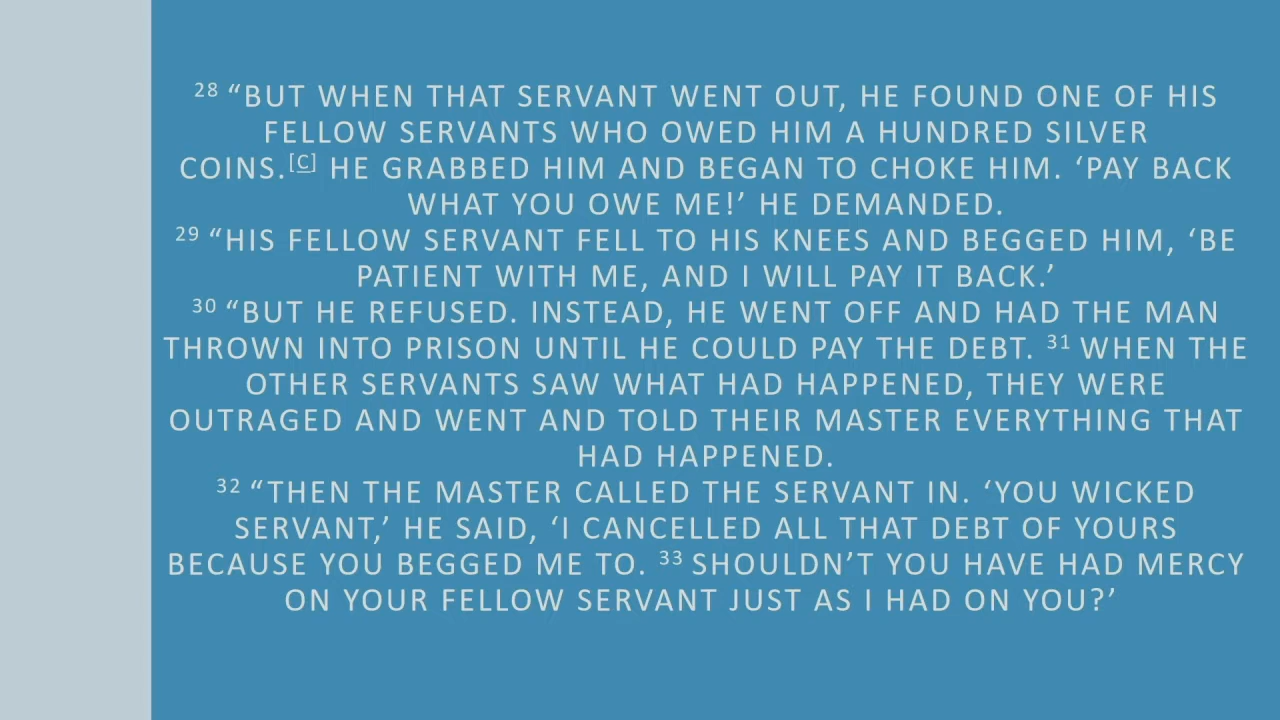 28 “BUT WHEN THAT SERVANT WENT OUT, HE FOUND ONE OF HIS
FELLOW SERVANTS WHO OWED HIM A HUNDRED SILVER
COINS.[C] HE GRABBED HIM AND BEGAN TO CHOKE HIM. ‘PAY BACK
WHAT YOU OWE ME!’ HE DEMANDED.
29 “HIS FELLOW SERVANT FELL TO HIS KNEES AND BEGGED HIM, ‘BE
PATIENT WITH ME, AND I WILL PAY IT BACK.’
30 “BUT HE REFUSED. INSTEAD, HE WENT OFF AND HAD THE MAN
THROWN INTO PRISON UNTIL HE COULD PAY THE DEBT. 31 WHEN THE
OTHER SERVANTS SAW WHAT HAD HAPPENED, THEY WERE
OUTRAGED AND WENT AND TOLD THEIR MASTER EVERYTHING THAT
HAD HAPPENED.
32 “THEN THE MASTER CALLED THE SERVANT IN. ‘YOU WICKED
SERVANT,’ HE SAID, ‘I CANCELLED ALL THAT DEBT OF YOURS
BECAUSE YOU BEGGED ME TO. 33 SHOULDN’T YOU HAVE HAD MERCY
ON YOUR FELLOW SERVANT JUST AS I HAD ON YOU?’